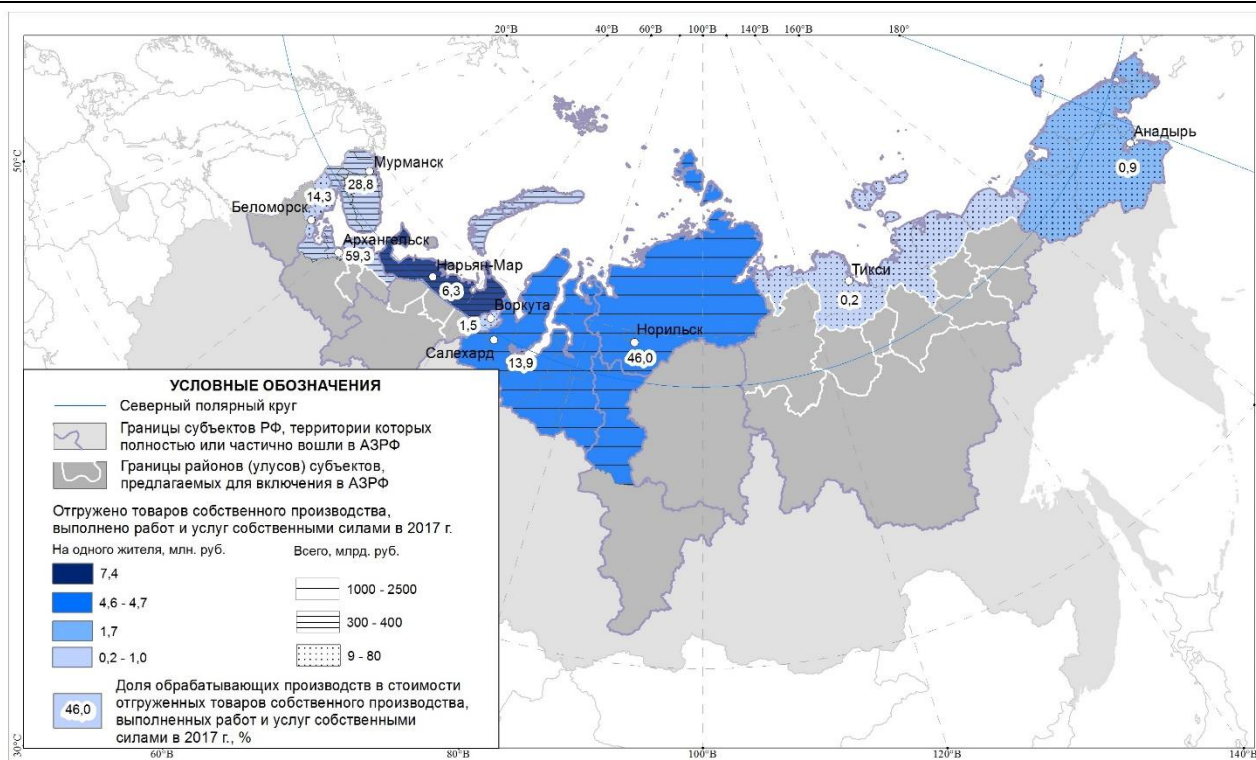 20°В 40°В 60°В 100°В 140°В 160°В 180°
50°С
Анадырь
0,9
Мурманск
28,8
14,3
Беломорск
Архангельск
59,3
Нарьян-Мар
6,3
Воркута
1,5
Тикси
0,2
Норильск
Салехард
46,0
13,9
УСЛОВНЫЕ ОБОЗНАЧЕНИЯ
Северный полярный круг
Границы субъектов РФ, территории которых
полностью или частично вошли в АЗРФ
Границы районов (улусов) субъектов,
предлагаемых для включения в АЗРФ
Отгружено товаров собственного производства,
выполнено работ и услуг собственными силами в 2017 г.
На одного жителя, млн. руб. Всего, млрд. руб.
7,4
1000 - 2500
4,6 - 4,7
300 - 400
1,7
0,2 - 1,0
9 - 80
46,0
Доля обрабатывающих производств в стоимости
отгруженных товаров собственного производства,
выполненных работ и услуг собственными
силами в 2017 г., %
30°С
60°В 80°В 100°В 120°В 140°В